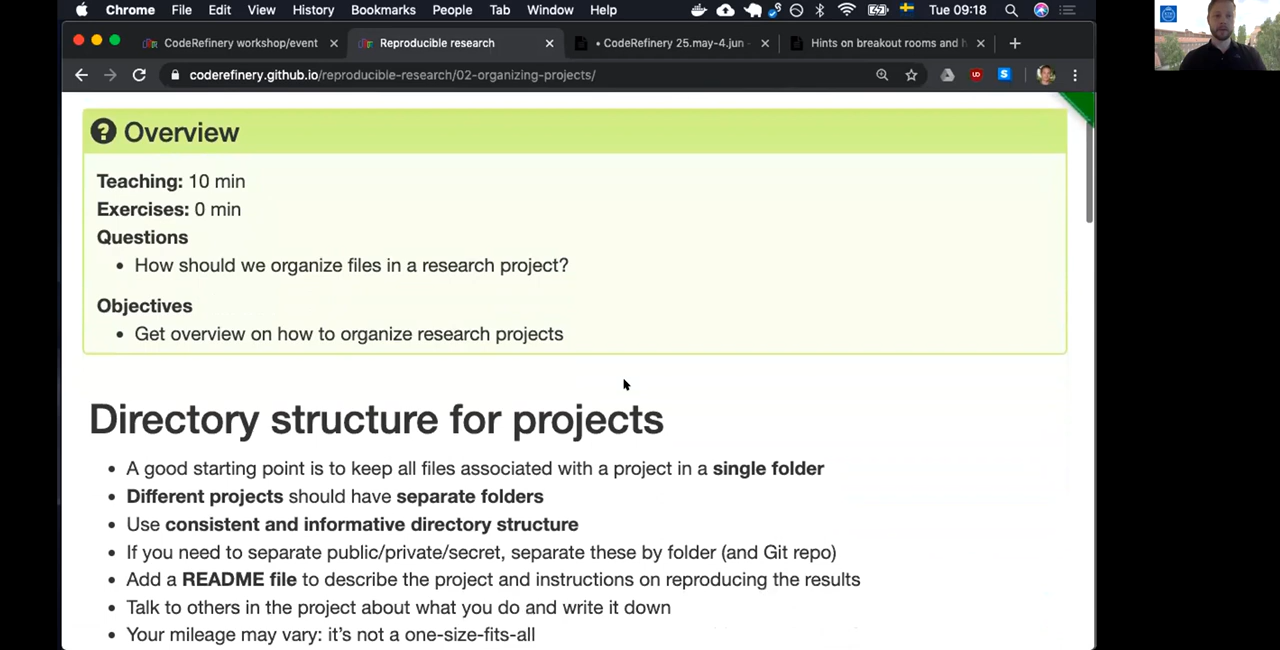 Chrome File Edit View History Bookmarks People Tab Window Help Tue 09:18
CodeRefinery workshop/event Reproducible research • CodeRefinery 25.may-4.jun Hints on breakout rooms and
coderefinery.github.io/reproducible-research/02-organizing-projects/
Overview
Teaching: 10 min
Exercises: 0 min
Questions
• How should we organize files in a research project?
Objectives
• Get overview on how to organize research projects
Directory structure for projects
• A good starting point is to keep all files associated with a project in a single folder
• Different projects should have separate folders
• Use consistent and informative directory structure
• If you need to separate public/private/secret, separate these by folder (and Git repo)
• Add a README file to describe the project and instructions on reproducing the results
• Talk to others in the project about what you do and write it down
• Your mileage may vary: it's not a one-size-fits-all